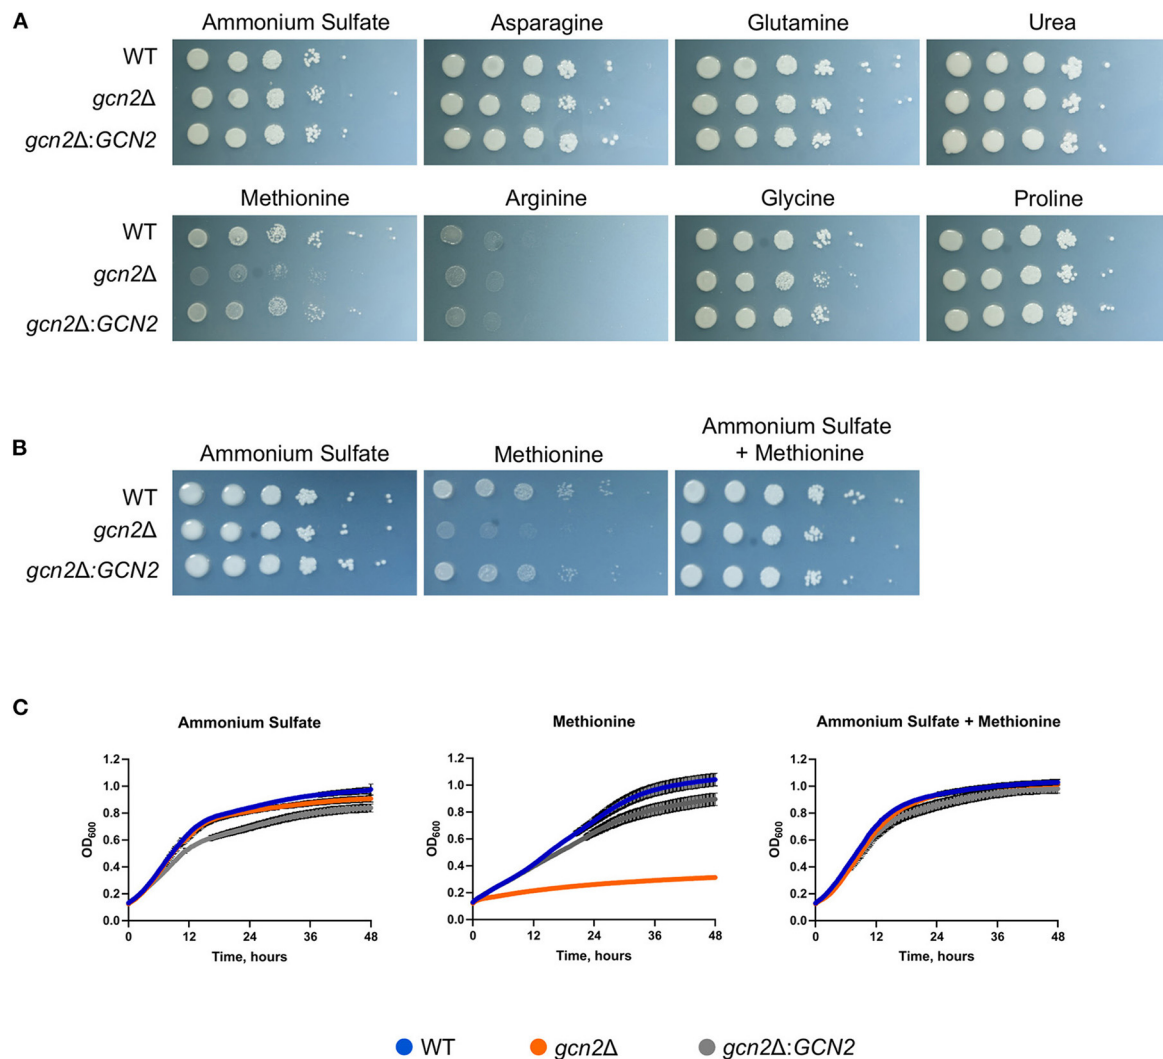 A
Ammonium Sulfate
Asparagine
Glutamine
Urea
WT
gcn2Δ
gcn2Δ:GCN2
Methionine
Arginine
Glycine
Proline
WT
gcn2Δ
gcn2Δ:GCN2
B
Ammonium Sulfate
Methionine
Ammonium Sulfate
+ Methionine
WT
gcn2Δ
gcn2Δ:GCN2
C
Ammonium Sulfate
1.2
1.0
0.8
0.6
0.4
0.2
0.0
OD600
0 12 24 36 48
Time, hours
Methionine
1.2
1.0
0.8
0.6
0.4
0.2
0.0
OD600
0 12 24 36 48
Time, hours
Ammonium Sulfate + Methionine
1.2
1.0
0.8
0.6
0.4
0.2
0.0
OD600
0 12 24 36 48
Time, hours
WT
gcn2Δ
gcn2Δ:GCN2